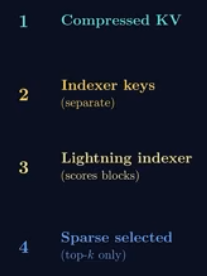 1 Compressed KV
2 Indexer keys
(separate)
3 Lightning indexer
(scores blocks)
4 Sparse selected
(top-k only)